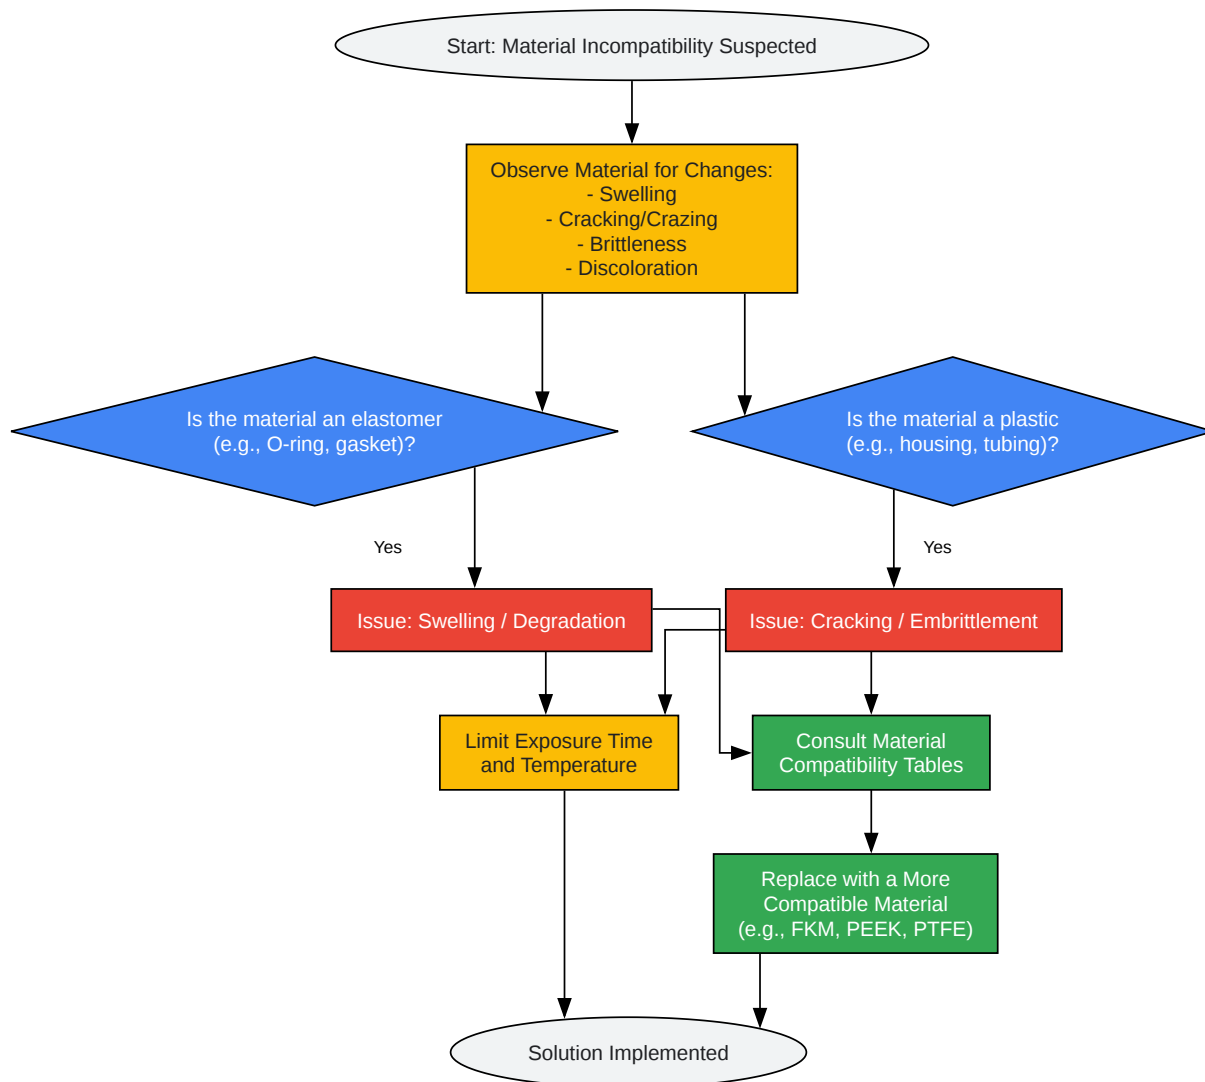 Start: Material Incompatibility Suspected
Observe Material for Changes:
- Swelling
- Cracking/Crazing
- Brittleness
- Discoloration
Is the material an elastomer
(e.g., O-ring, gasket)?
Is the material a plastic
(e.g., housing, tubing)?
Yes
Yes
Issue: Swelling / Degradation
Issue: Cracking / Embrittlement
Limit Exposure Time
and Temperature
Consult Material
Compatibility Tables
Replace with a More
Compatible Material
(e.g., FKM, PEEK, PTFE)
Solution Implemented